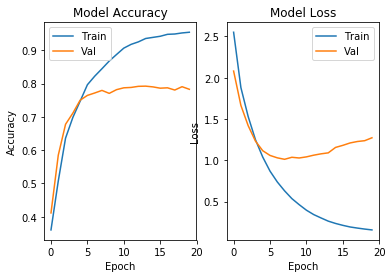 Model Accuracy
Train
Val
0.9
0.8
0.7
0.6
0.5
0.4
Accuracy
0
5
10
15
20
Epoch
Model Loss
Train
Val
2.5
2.0
1.5
1.0
0.5
Loss
0
5
10
15
20
Epoch